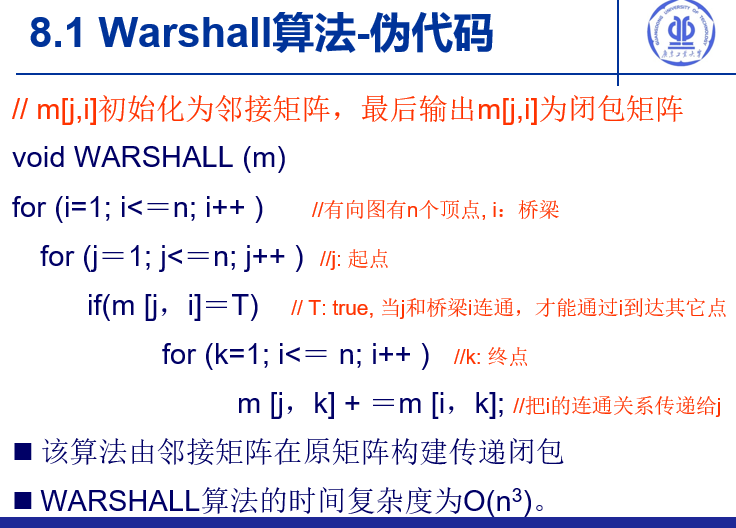 8.1 Warshall算法-伪代码
// m[j,i]初始化为邻接矩阵，最后输出m[j,i]为闭包矩阵
void WARSHALL (m)
for (i=1; i<＝n; i++ ) //有向图有n个顶点, i：桥梁
for (j＝1; j<＝n; j++ ) //j: 起点
if(m [j，i]＝T) // T: true, 当j和桥梁i连通，才能通过i到达其它点
for (k=1; i<＝ n; i++ ) //k: 终点
m [j，k] + ＝m [i，k]; //把i的连通关系传递给j
■ 该算法由邻接矩阵在原矩阵构建传递闭包
■ WARSHALL算法的时间复杂度为O(n³)。